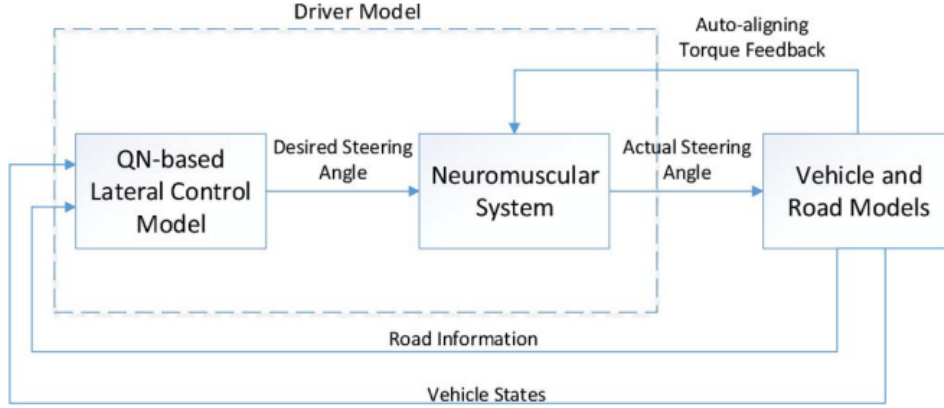 Driver Model
Auto-aligning
Torque Feedback
QN-based
Lateral Control
Model
Desired Steering
Angle
Neuromuscular
System
Actual Steering
Angle
Vehicle and
Road Models
Road Information
Vehicle States